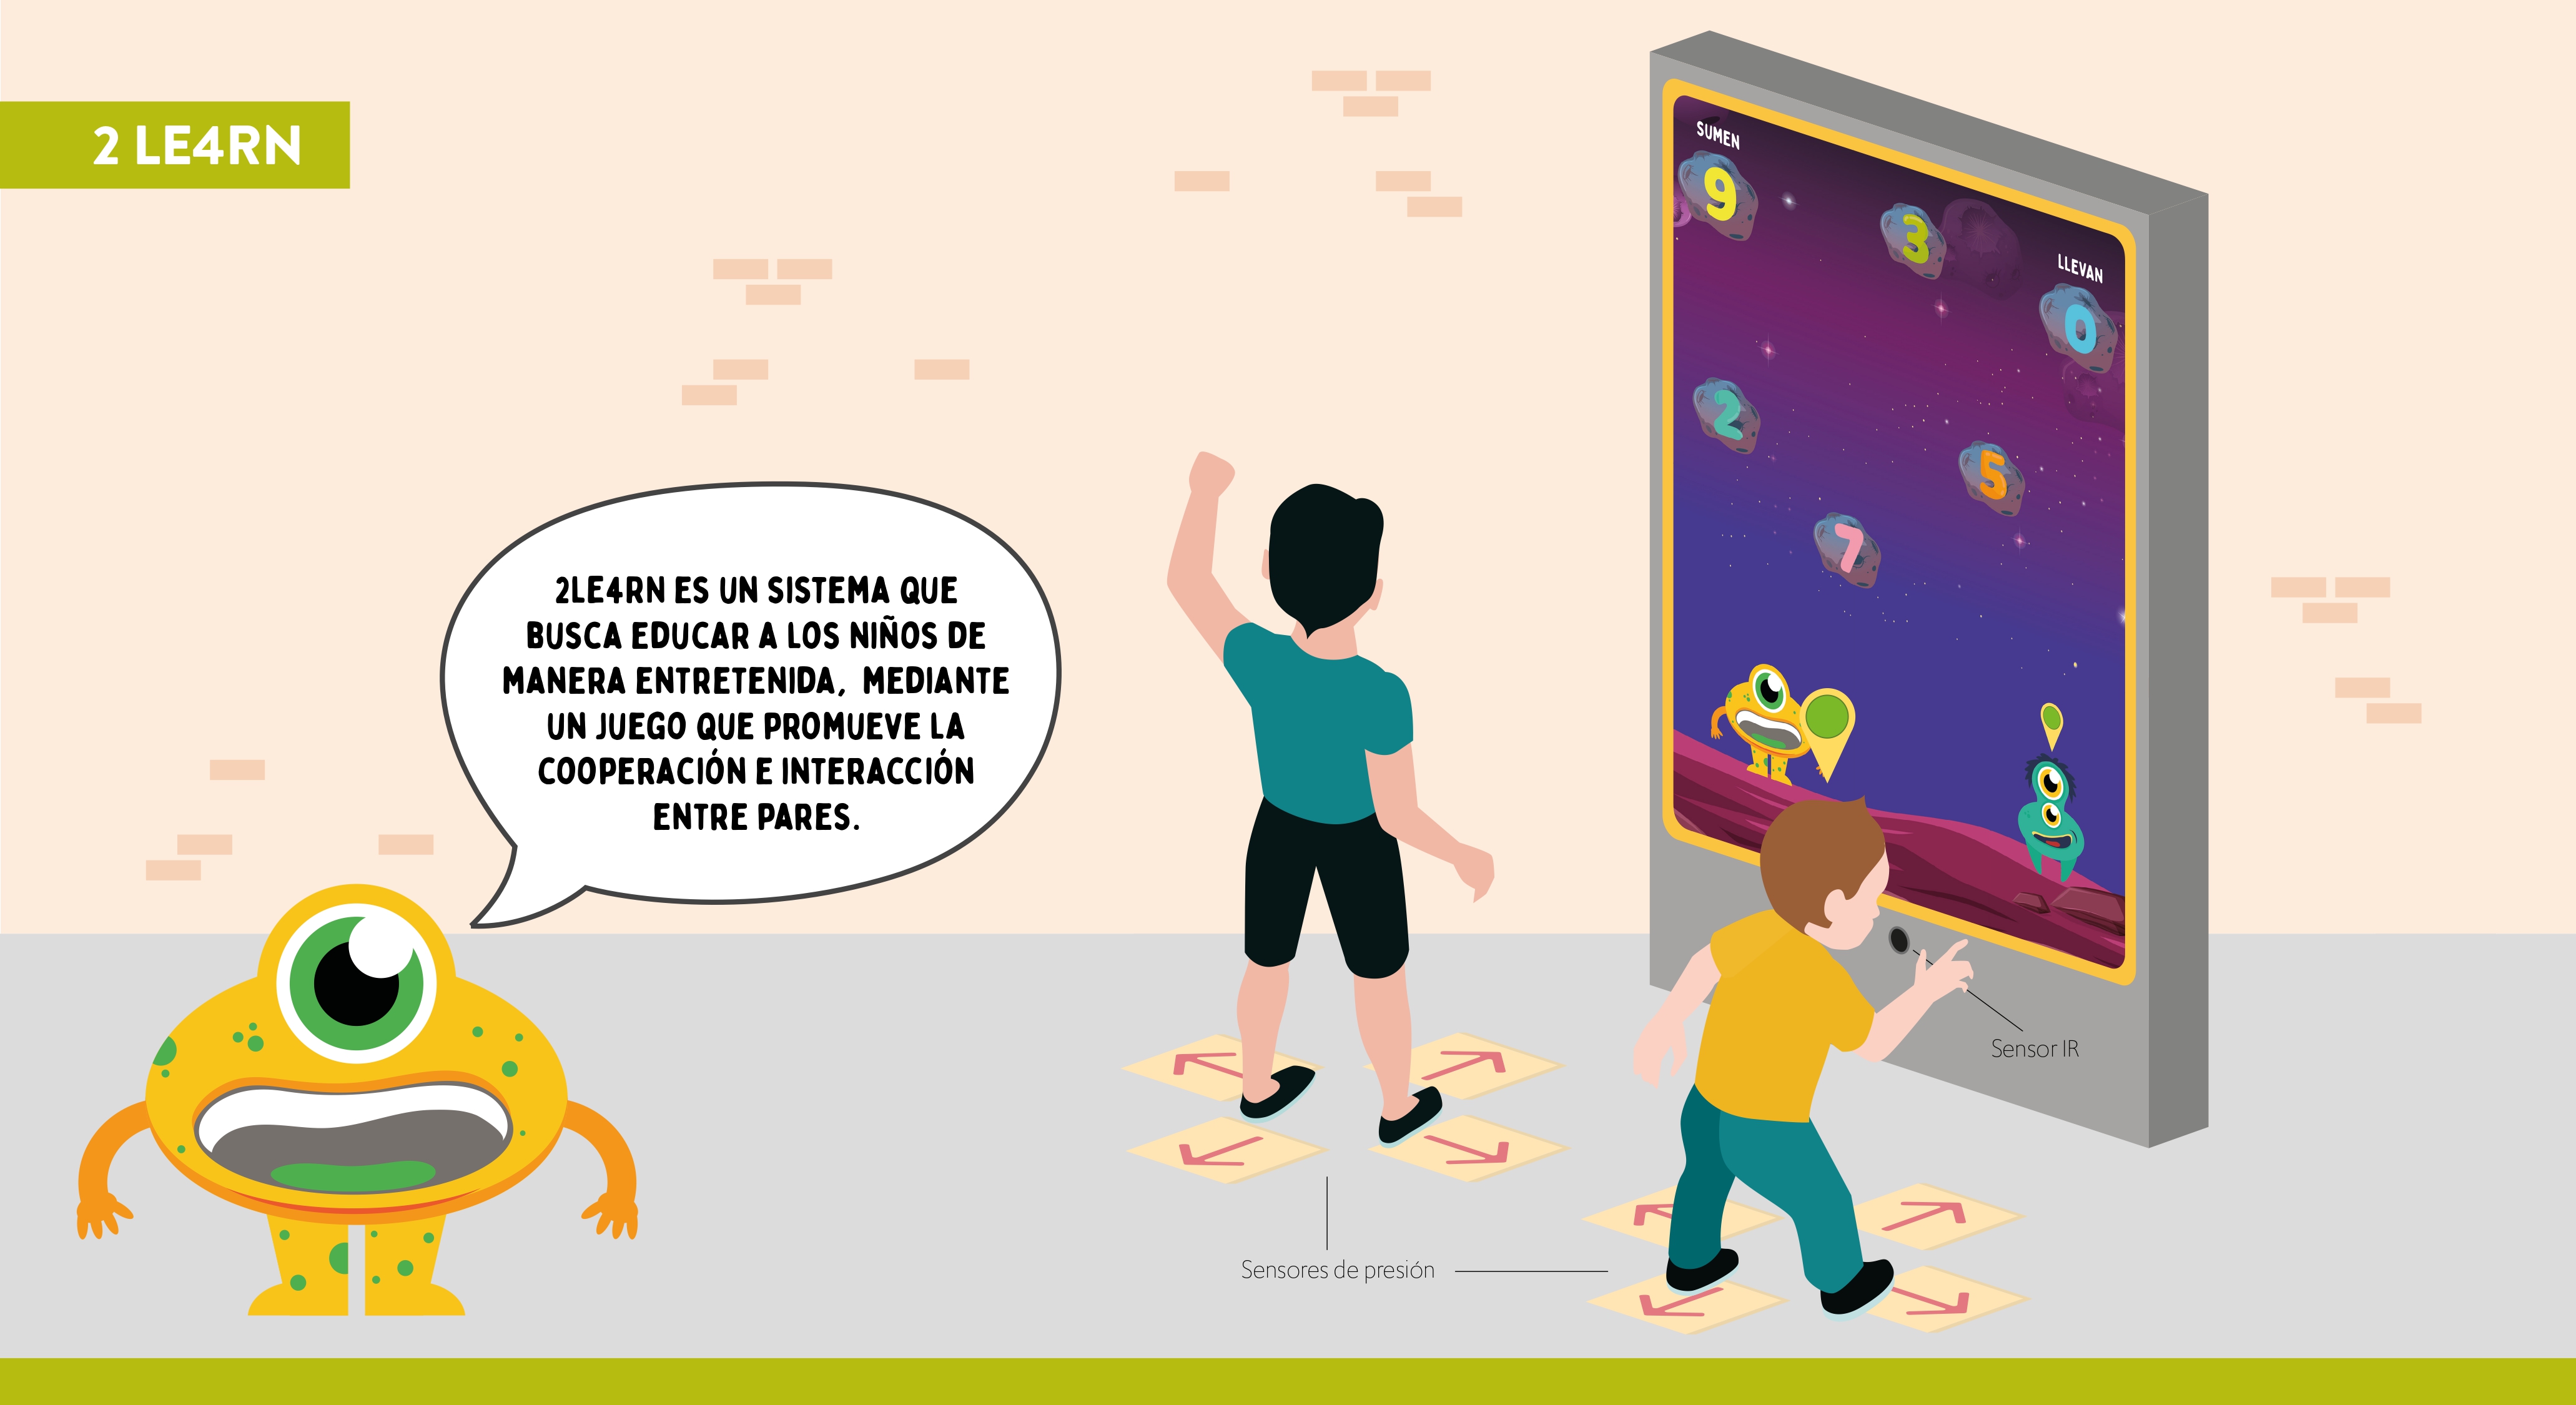 2 LE4RN
2LE4RN ES UN SISTEMA QUE
BUSCA EDUCAR A LOS NIÑOS DE
MANERA ENTRETENIDA, MEDIANTE
UN JUEGO QUE PROMUEVE LA
COOPERACIÓN E INTERACCIÓN
ENTRE PARES.
SUMEN
9
3
LLEVAN
0
2
5
7
Sensor IR
Sensores de presión